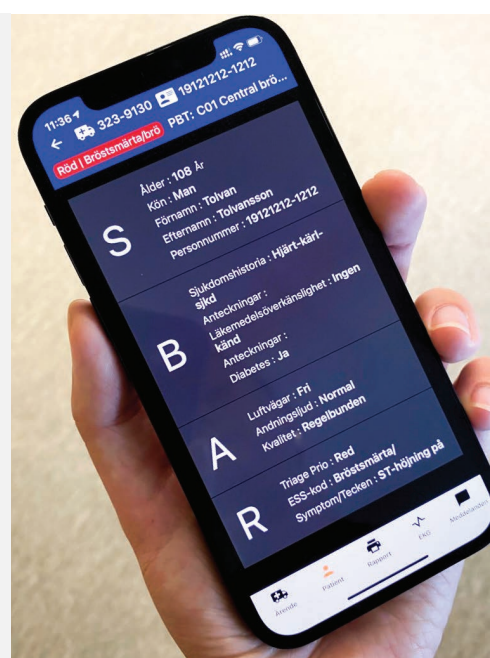 11:36
323-9130 19121212-1212
Röd | Bröstsmärta/brö PBT: C01 Central brö...
S
Ålder : 108 År
Kön : Man
Förnamn : Tolvan
Efternamn : Tolvansson
Personnummer : 19121212-1212
B
Sjukdomshistoria : Hjärt-kärl-
sjkd
Anteckningar :
Läkemedelsöverkänslighet : Ingen
känd
Anteckningar :
Diabetes : Ja
A
Luftvägar : Fri
Andningsljud : Normal
Kvalitet : Regelbunden
R
Triage Prio : Red
ESS-kod : Bröstsmärta/
Symptom/Tecken : ST-höjning på
Ärende
Patient
Rapport
EKG
Meddelanden